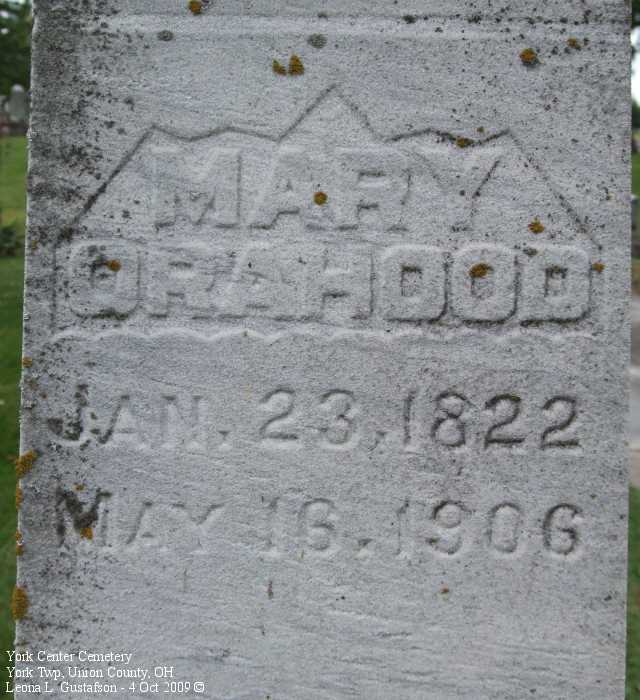 MARY
ORAHOOD
JAN. 23, 1822
MAY 16, 1906
York Center Cemetery
York Twp, Union County, OH
Leona L. Gustafson - 4 Oct 2009 ©